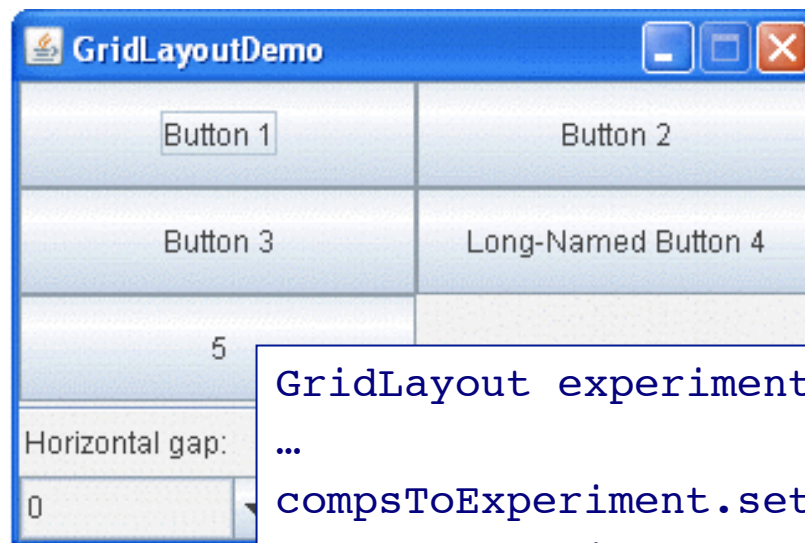 GridLayoutDemo
Button 1 Button 2
Button 3 Long-Named Button 4
5
Horizontal gap:
0
GridLayout experiment
…
compsToExperiment.set